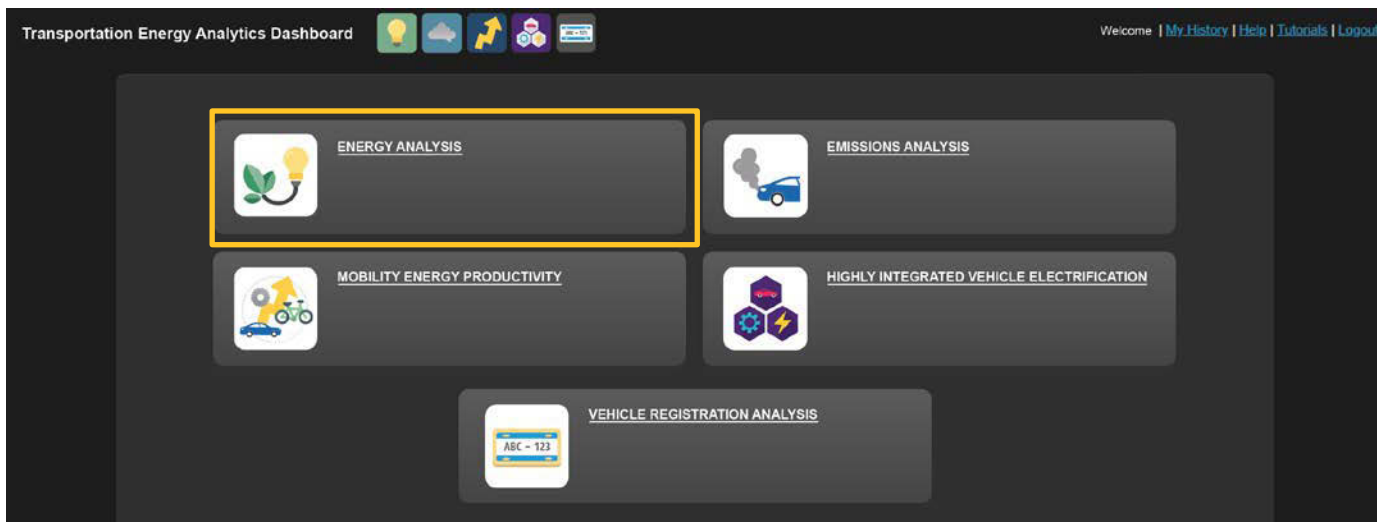 Transportation Energy Analytics Dashboard
Welcome | My History | Help | Tutorials | Logout
ENERGY ANALYSIS
EMISSIONS ANALYSIS
MOBILITY ENERGY PRODUCTIVITY
HIGHLY INTEGRATED VEHICLE ELECTRIFICATION
VEHICLE REGISTRATION ANALYSIS
ABC - 123